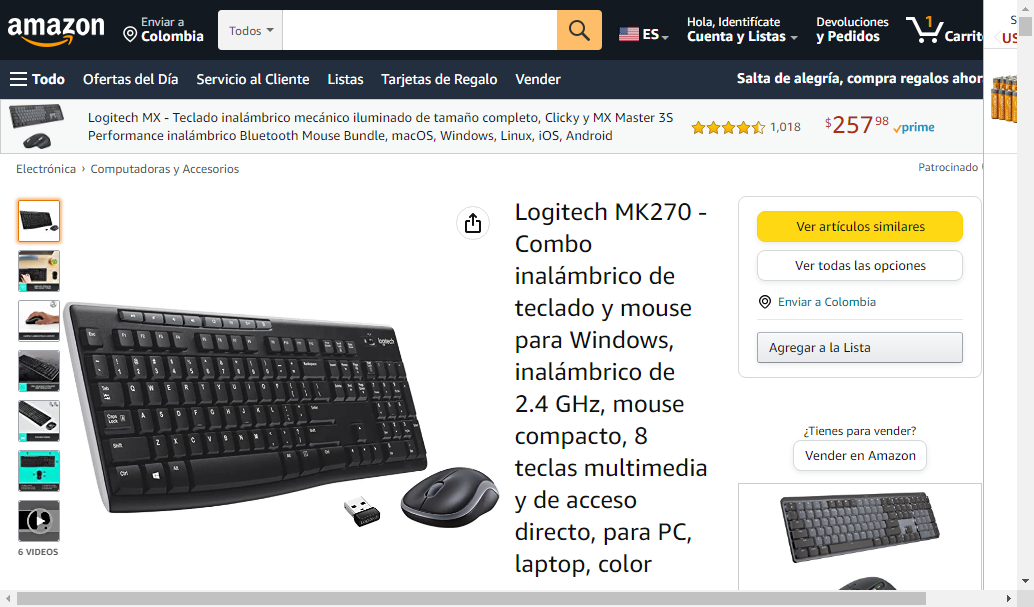 amazon
Enviar a
Colombia
Todos
ES
Hola, Identifícate
Cuenta y Listas
Devoluciones
y Pedidos
1
Carrito
S
US
Todo
Ofertas del Día
Servicio al Cliente
Listas
Tarjetas de Regalo
Vender
Salta de alegría, compra regalos ahor
Logitech MX - Teclado inalámbrico mecánico iluminado de tamaño completo, Clicky y MX Master 3S
Performance inalámbrico Bluetooth Mouse Bundle, macOS, Windows, Linux, iOS, Android
1,018
$257.98
prime
Electrónica › Computadoras y Accesorios
Patrocinado
logitech
6 VIDEOS
Logitech MK270 -
Combo
inalámbrico de
teclado y mouse
para Windows,
inalámbrico de
2.4 GHz, mouse
compacto, 8
teclas multimedia
y de acceso
directo, para PC,
laptop, color
Ver artículos similares
Ver todas las opciones
Enviar a Colombia
Agregar a la Lista
¿Tienes para vender?
Vender en Amazon